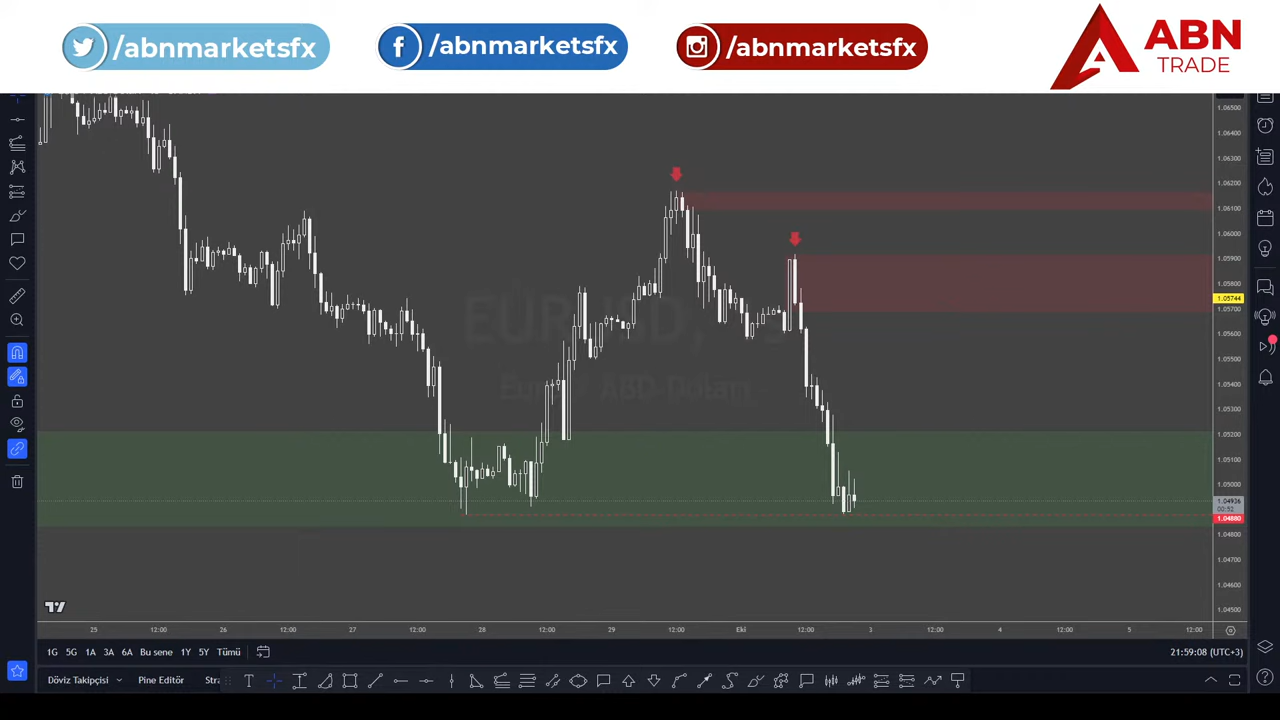 /abnmarketsfx
/abnmarketsfx
/abnmarketsfx
ABN
TRADE
1.06500
1.06400
1.06300
1.06200
1.06100
1.06000
1.05900
1.05800
1.05744
1.05700
1.05600
1.05500
1.05400
1.05300
1.05200
1.05100
1.05000
1.04936
00:52
1.04880
1.04800
1.04700
1.04600
1.04500
25 12:00 26 12:00 27 12:00 28 12:00 29 12:00 Eki 12:00 3 12:00 4 12:00 5 12:00
1G 5G 1A 3A 6A Bu sene 1Y 5Y Tümü
21:59:08 (UTC+3)
Döviz Takipçisi Pine Editör Stra